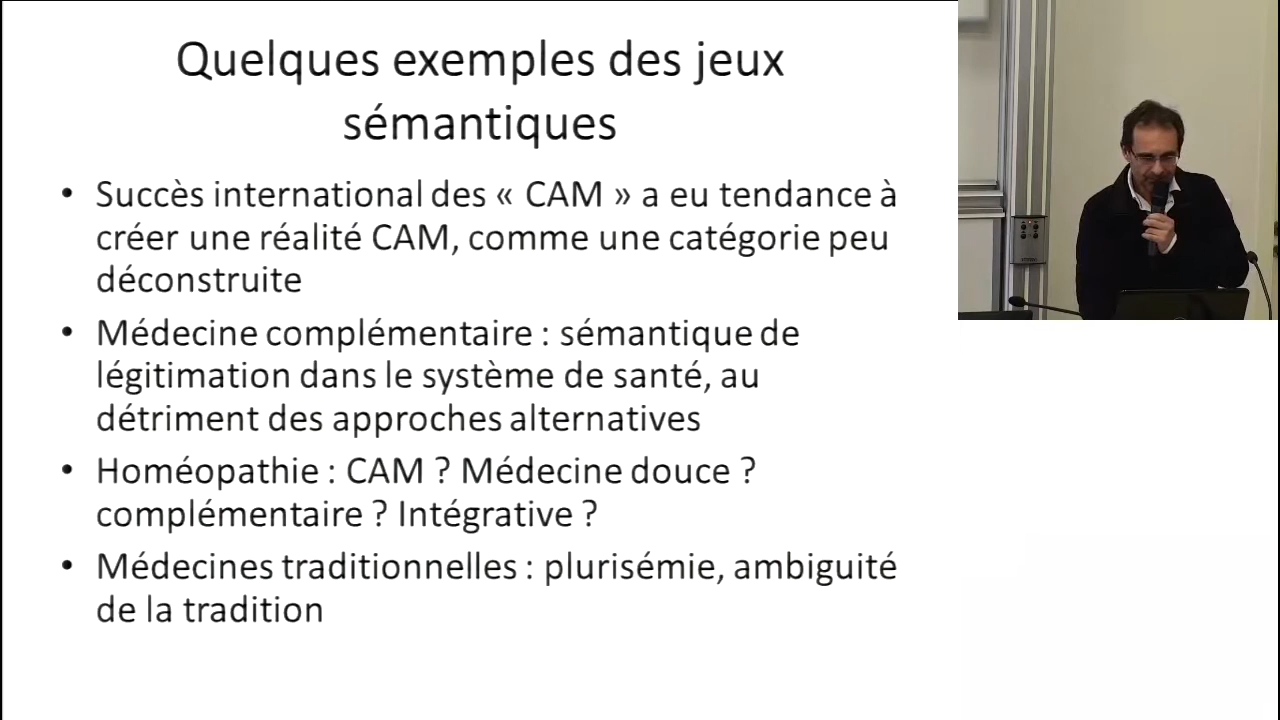 Quelques exemples des jeux
sémantiques
• Succès international des « CAM » a eu tendance à
créer une réalité CAM, comme une catégorie peu
déconstruite
• Médecine complémentaire : sémantique de
légitimation dans le système de santé, au
détriment des approches alternatives
• Homéopathie : CAM ? Médecine douce ?
complémentaire ? Intégrative ?
• Médecines traditionnelles : plurisémie, ambiguité
de la tradition